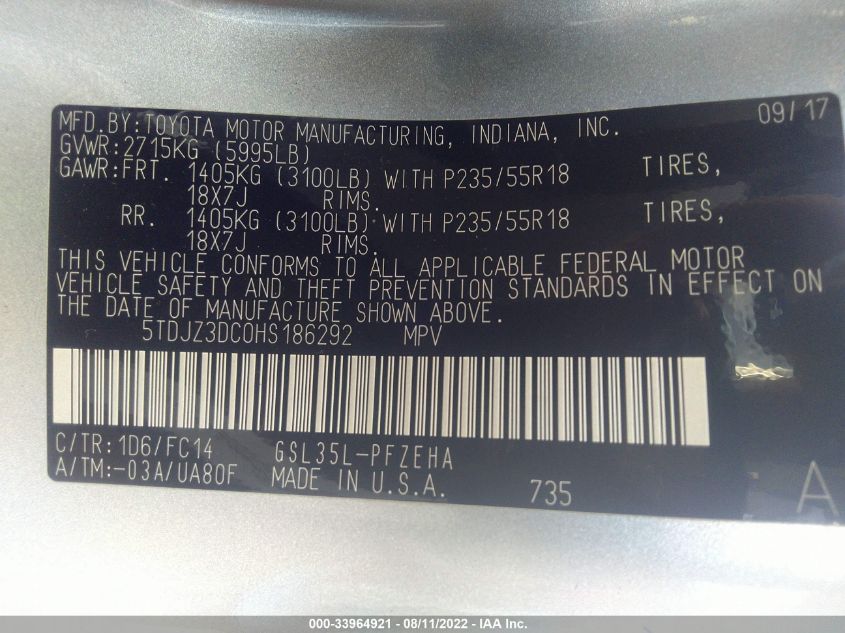 MFD.BY:TOYOTA MOTOR MANUFACTURING, INDIANA, INC. 09/17
GVWR:2715KG (5995LB)
GAWR:FRT. 1405KG (3100LB) WITH P235/55R18 TIRES,
18X7J RIMS.
RR. 1405KG (3100LB) WITH P235/55R18 TIRES,
18X7J RIMS.
THIS VEHICLE CONFORMS TO ALL APPLICABLE FEDERAL MOTOR
VEHICLE SAFETY AND THEFT PREVENTION STANDARDS IN EFFECT ON
THE DATE OF MANUFACTURE SHOWN ABOVE.
5TDJZ3DC0HS186292 MPV
C/TR:1D6/FC14 GSL35L-PFZEHA
A/TM:-03A/UA80F MADE IN U.S.A. 735 A
000-33964921 - 08/11/2022 - IAA Inc.